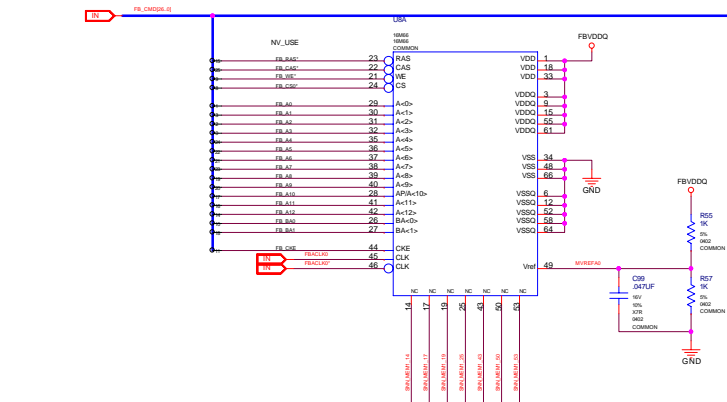 IN FB_CMD[26..0]
U8A
16M66
16M66
COMMON
NV_USE
FBVDDQ
FB_RAS* 23 RAS
FB_CAS* 22 CAS
FB_WE* 21 WE
FB_CS0* 24 CS
VDD 1
VDD 18
VDD 33
VDDQ 3
VDDQ 9
VDDQ 15
VDDQ 55
VDDQ 61
FB_A0 29 A<0>
FB_A1 30 A<1>
FB_A2 31 A<2>
FB_A3 32 A<3>
FB_A4 35 A<4>
FB_A5 36 A<5>
FB_A6 37 A<6>
FB_A7 38 A<7>
FB_A8 39 A<8>
FB_A9 40 A<9>
FB_A10 28 AP/A<10>
FB_A11 41 A<11>
FB_A12 42 A<12>
FB_BA0 26 BA<0>
FB_BA1 27 BA<1>
VSS 34
VSS 48
VSS 66
GND
VSSQ 6
VSSQ 12
VSSQ 52
VSSQ 58
VSSQ 64
FB_CKE 44 CKE
IN FBACLK0 45 CLK
IN FBACLK0* 46 CLK
Vref 49 MVREFA0
FBVDDQ
R55
1K
5%
0402
COMMON
C99
.047UF
16V
10%
X7R
0402
COMMON
R57
1K
5%
0402
COMMON
GND
NC NC NC NC NC NC NC
14 17 19 25 43 50 53
SNN_MEM1_14 SNN_MEM1_17 SNN_MEM1_19 SNN_MEM1_25 SNN_MEM1_43 SNN_MEM1_50 SNN_MEM1_53